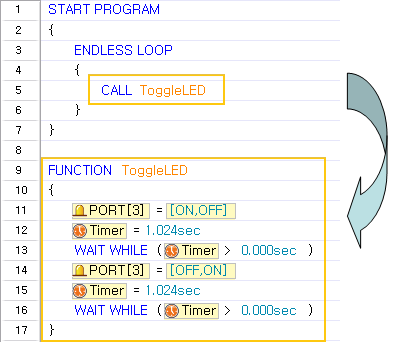 1 START PROGRAM
2 {
3 ENDLESS LOOP
4 {
5 CALL ToggleLED
6 }
7 }
8
9 FUNCTION ToggleLED
10 {
11 PORT[3] = [ON,OFF]
12 Timer = 1.024sec
13 WAIT WHILE ( Timer > 0.000sec )
14 PORT[3] = [OFF,ON]
15 Timer = 1.024sec
16 WAIT WHILE ( Timer > 0.000sec )
17 }